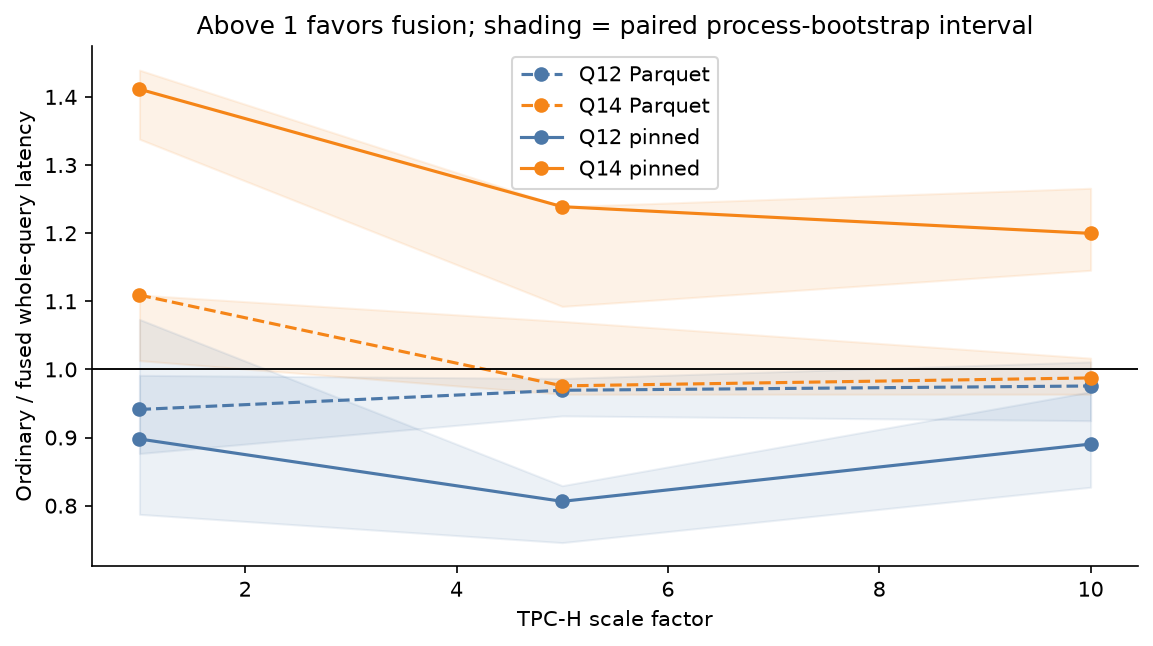 Above 1 favors fusion; shading = paired process-bootstrap interval
Q12 Parquet
Q14 Parquet
Q12 pinned
Q14 pinned
Ordinary / fused whole-query latency
1.4
1.3
1.2
1.1
1.0
0.9
0.8
2
4
6
8
10
TPC-H scale factor